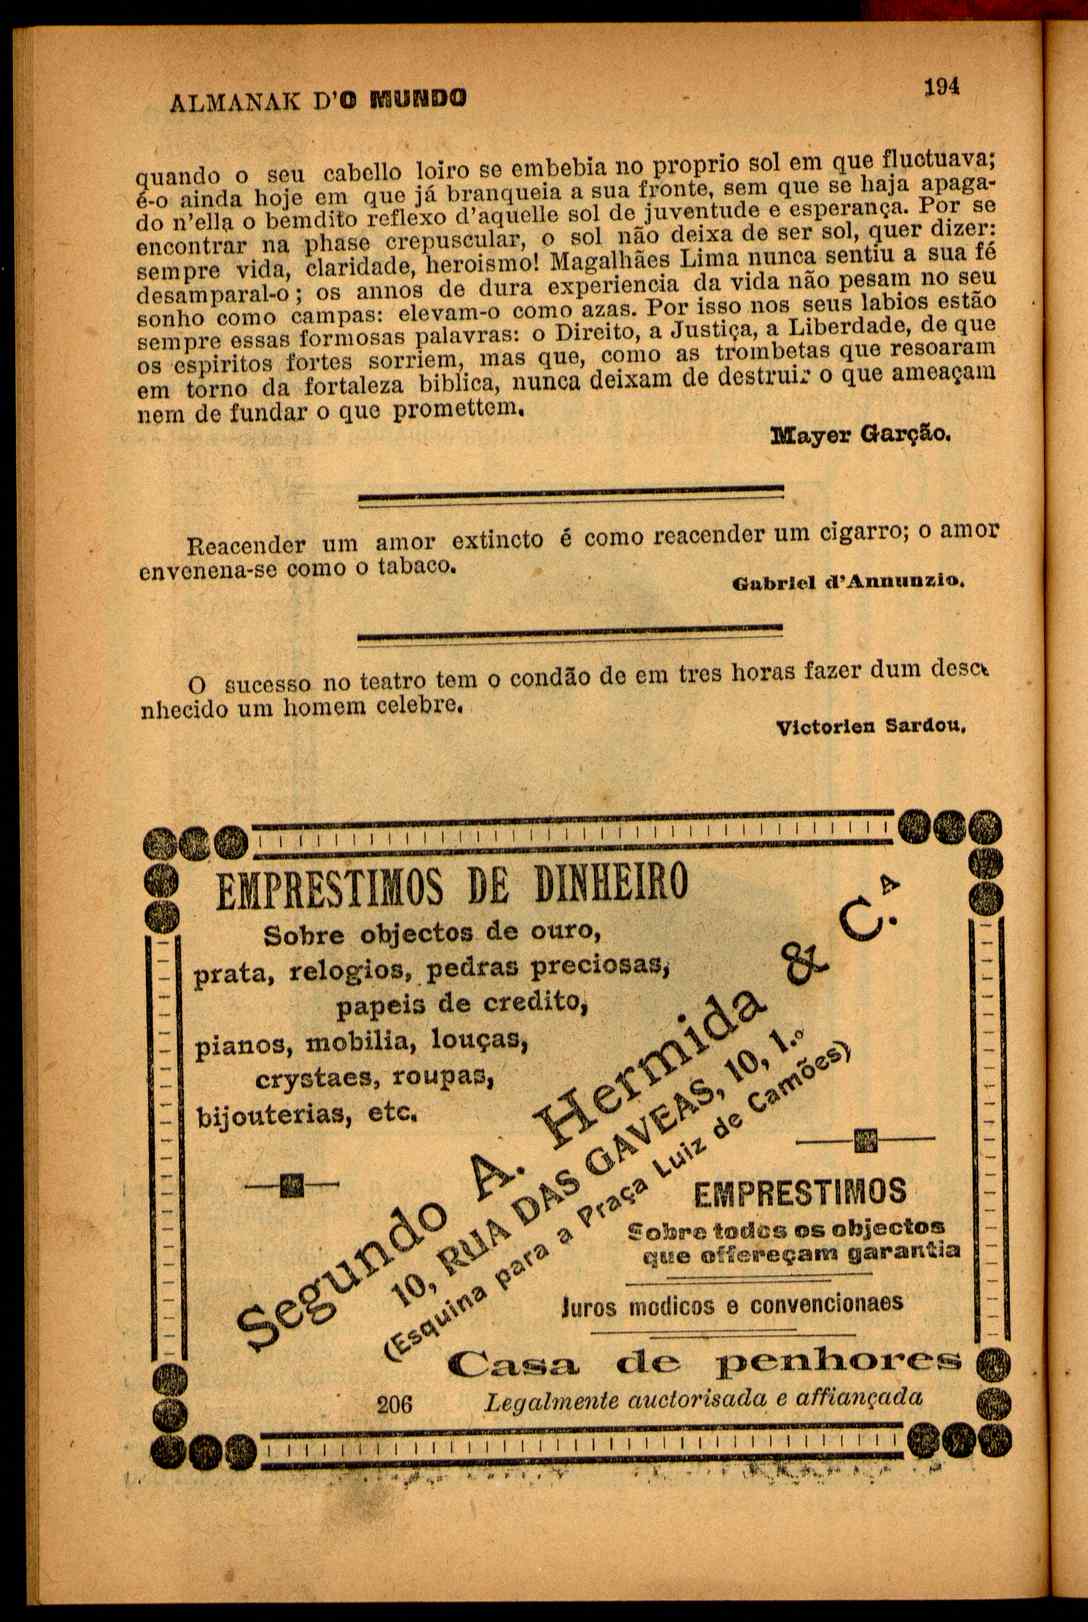 ALMANAK D'O MUNDO
194
quando o seu cabello loiro se embebia no proprio sol em que fluctuava;
é-o ainda hoje em que já branqueia a sua fronte, sem que se haja apaga-
do n'ella o bemdito reflexo d'aquelle sol de juventude e esperança. Por se
encontrar na phase crepuscular, o sol não deixa de ser sol, quer dizer:
sempre vida, claridade, heroismo! Magalhães Lima nunca sentiu a sua fé
desamparal-o; os annos de dura experiencia da vida não pesam no seu
sonho como campas: elevam-o como azas. Por isso nos seus labios estão
sempre essas formosas palavras: o Direito, a Justiça, a Liberdade, de que
os espiritos fortes sorriem, mas que, como as trombetas que resoaram
em torno da fortaleza biblica, nunca deixam de destruir o que ameaçam
nem de fundar o que promettem.
Mayer Garção.
Reacender um amor extincto é como reacender um cigarro; o amor
envenena-se como o tabaco.
Gabriel d'Annunzio.
O sucesso no teatro tem o condão de em tres horas fazer dum desco
nhecido um homem celebre.
Victorien Sardou.
EMPRESTIMOS DE DINHEIRO
Sobre objectos de ouro,
prata, relogios, pedras preciosas,
papeis de credito,
pianos, mobilia, louças,
crystaes, roupas,
bijouterias, etc.
Segundo A. Hermida & C.ᴬ
10, RUA DAS GAVEAS, 10, 1.º
(Esquina para a Praça Luiz de Camões)
EMPRESTIMOS
Sobre todos os objectos
que offereçam garantia
Juros modicos e convencionaes
Casa de penhores
206 Legalmente auctorisada e affiançada